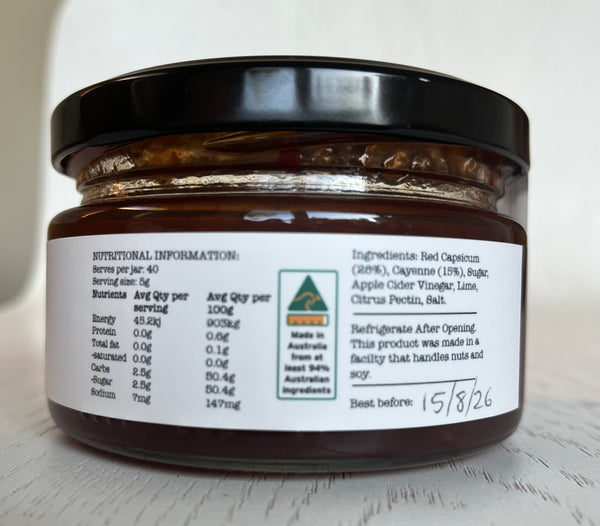 NUTRITIONAL INFORMATION:
Serves per jar: 40
Serving size: 5g
Nutrients Avg Qty per serving Avg Qty per 100g
Energy 45.2kj 903kg
Protein 0.0g 0.6g
Total fat 0.0g 0.1g
-saturated 0.0g 0.0g
Carbs 2.5g 50.4g
-Sugar 2.5g 50.4g
Sodium 7mg 147mg
Made in
Australia
from at
least 94%
Australian
ingredients
Ingredients: Red Capsicum
(28%), Cayenne (15%), Sugar,
Apple Cider Vinegar, Lime,
Citrus Pectin, Salt.
Refrigerate After Opening.
This product was made in a
facilty that handles nuts and
soy.
Best before: 15/8/26